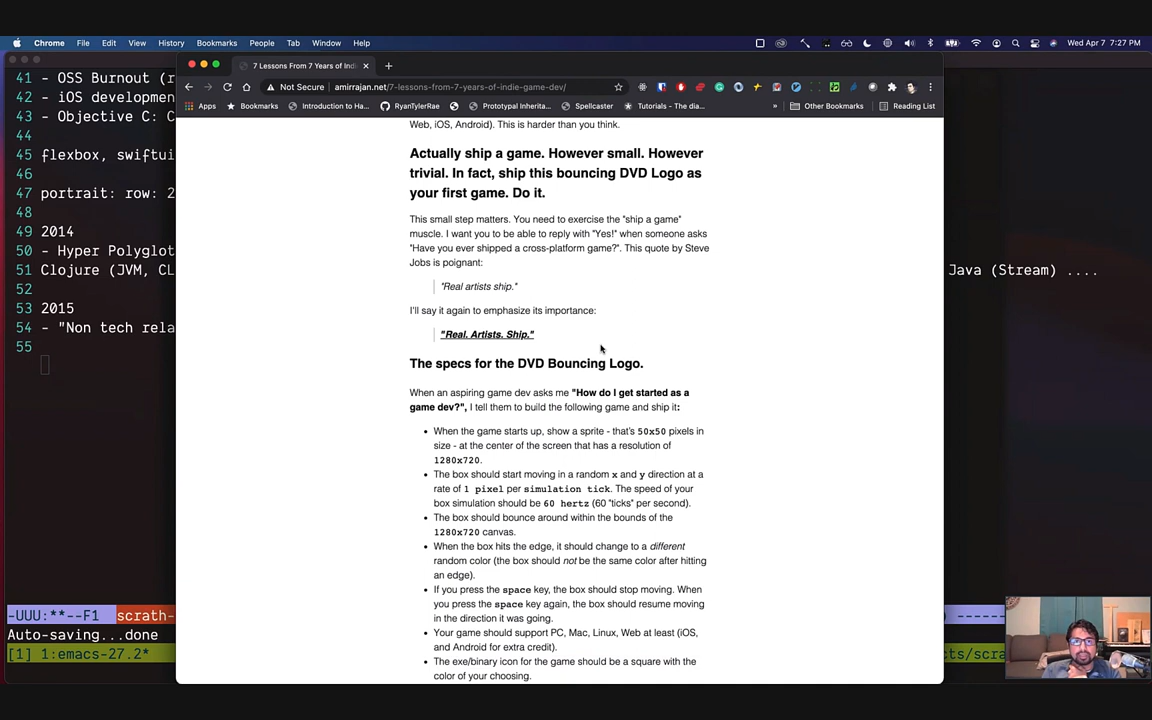 Chrome File Edit View History Bookmarks People Tab Window Help
Wed Apr 7 7:27 PM
7 Lessons From 7 Years of Indi
Not Secure | amirrajan.net/7-lessons-from-7-years-of-indie-game-dev/
Apps Bookmarks Introduction to Ha... RyanTylerRae Prototypal Inherita... Spellcaster Tutorials - The dia... » Other Bookmarks Reading List
41 - OSS Burnout (r
42 - iOS developmen
43 - Objective C: C
44
45 flexbox, swiftui
46
47 portrait: row: 2
48
49 2014
50 - Hyper Polyglot
51 Clojure (JVM, CL
Java (Stream) ....
52
53 2015
54 - "Non tech rela
55
Web, iOS, Android). This is harder than you think.
Actually ship a game. However small. However
trivial. In fact, ship this bouncing DVD Logo as
your first game. Do it.
This small step matters. You need to exercise the "ship a game"
muscle. I want you to be able to reply with "Yes!" when someone asks
"Have you ever shipped a cross-platform game?". This quote by Steve
Jobs is poignant:
"Real artists ship."
I'll say it again to emphasize its importance:
"Real. Artists. Ship."
The specs for the DVD Bouncing Logo.
When an aspiring game dev asks me "How do I get started as a
game dev?", I tell them to build the following game and ship it:
• When the game starts up, show a sprite - that's 50x50 pixels in
size - at the center of the screen that has a resolution of
1280x720.
• The box should start moving in a random x and y direction at a
rate of 1 pixel per simulation tick. The speed of your
box simulation should be 60 hertz (60 "ticks" per second).
• The box should bounce around within the bounds of the
1280x720 canvas.
• When the box hits the edge, it should change to a different
random color (the box should not be the same color after hitting
an edge).
• If you press the space key, the box should stop moving. When
you press the space key again, the box should resume moving
in the direction it was going.
• Your game should support PC, Mac, Linux, Web at least (iOS,
and Android for extra credit).
• The exe/binary icon for the game should be a square with the
color of your choosing.
-UUU:**--F1 scrath-
Auto-saving...done
[1] 1:emacs-27.2*
cts/scra